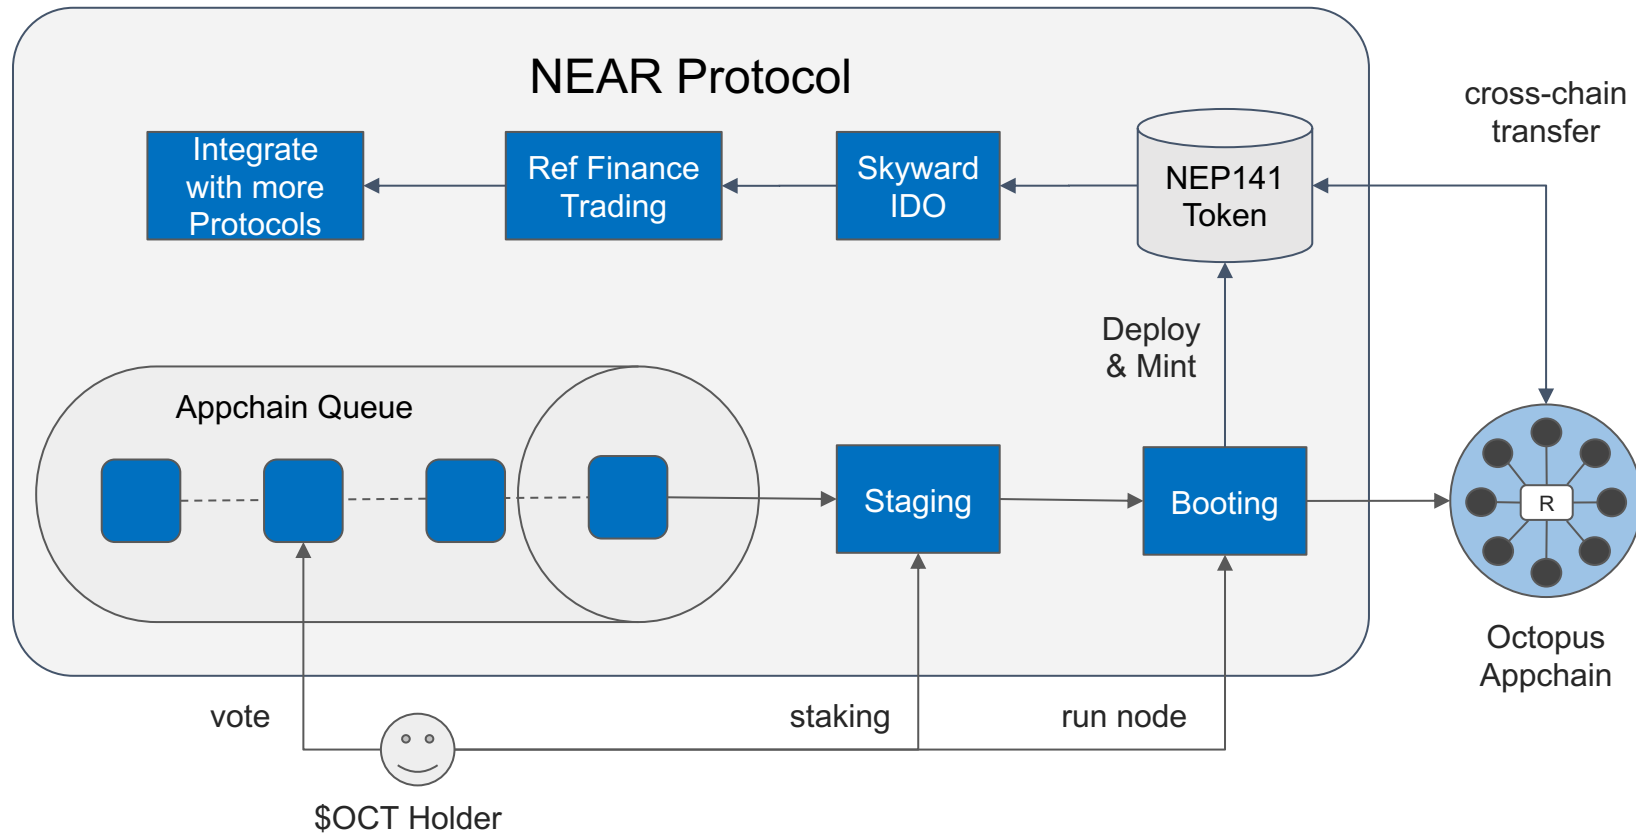 NEAR Protocol
cross-chain
transfer
Integrate
with more
Protocols
Ref Finance
Trading
Skyward
IDO
NEP141
Token
Deploy
& Mint
Appchain Queue
Staging
Booting
R
Octopus
Appchain
vote
staking
run node
$OCT Holder